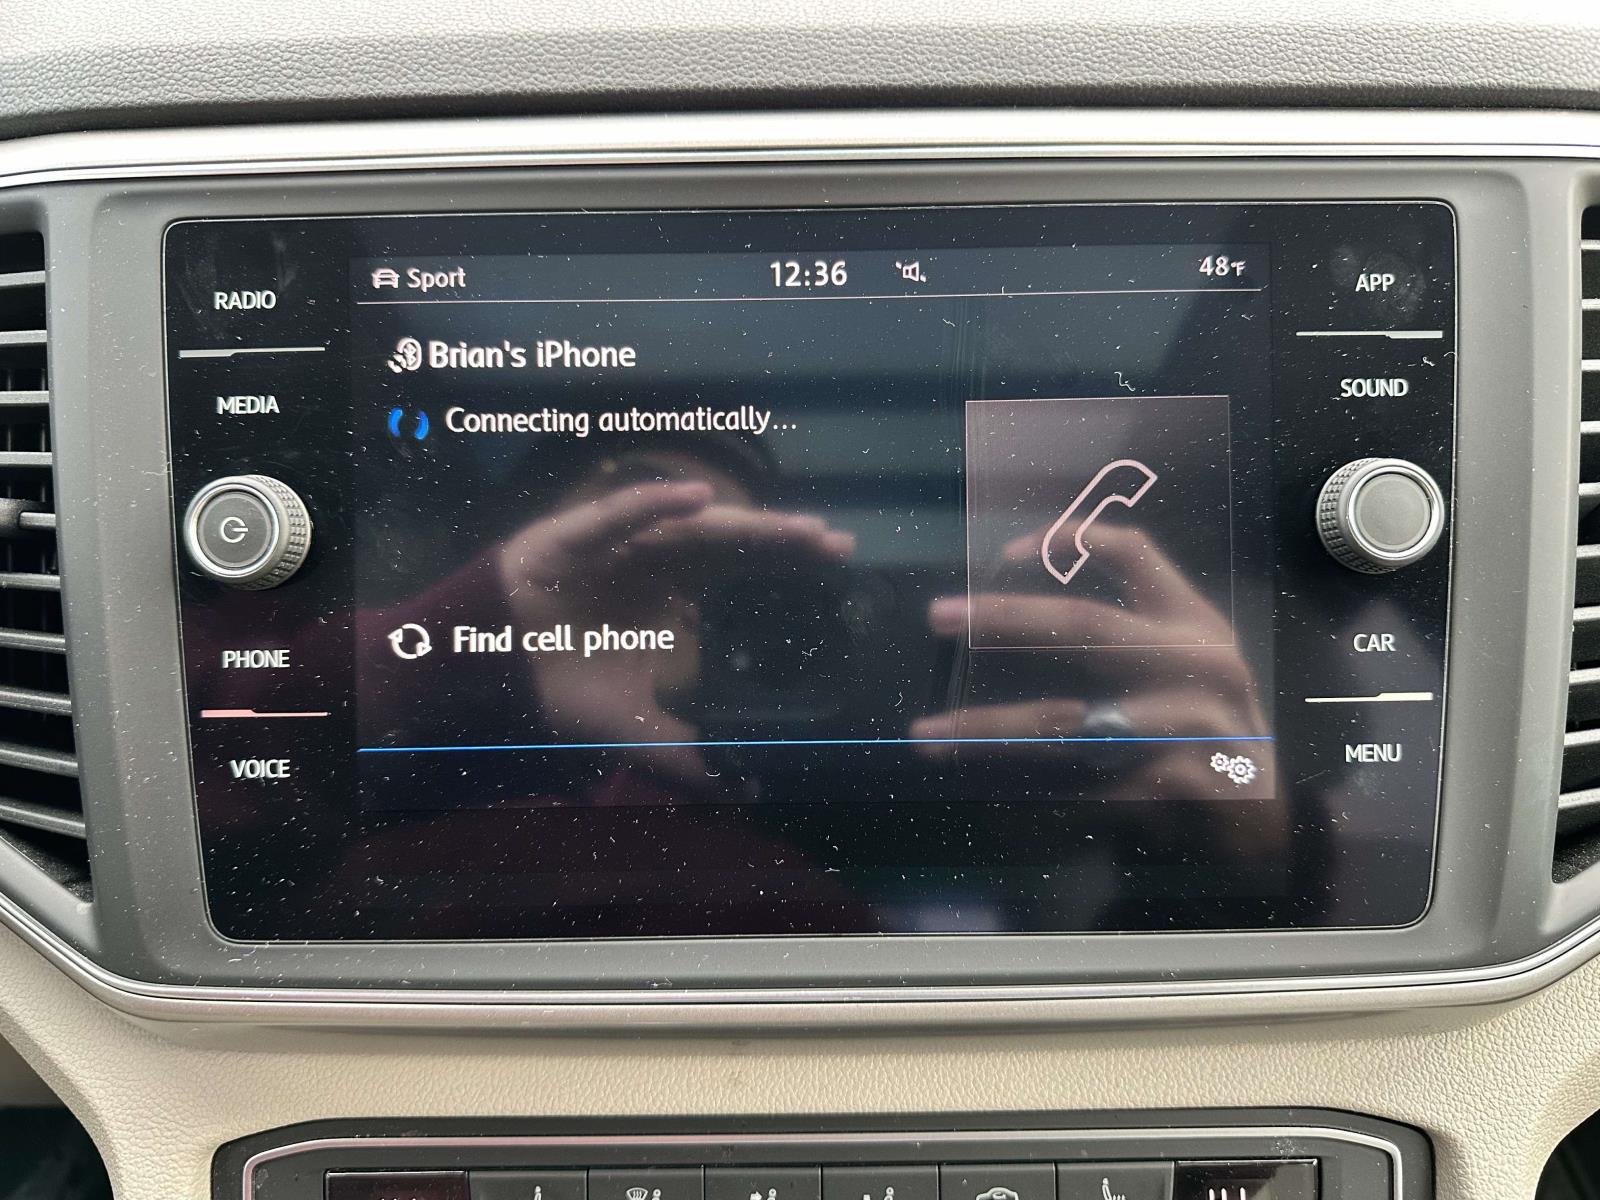 Sport
12:36
48°F
RADIO
MEDIA
PHONE
VOICE
Brian's iPhone
Connecting automatically...
Find cell phone
APP
SOUND
CAR
MENU